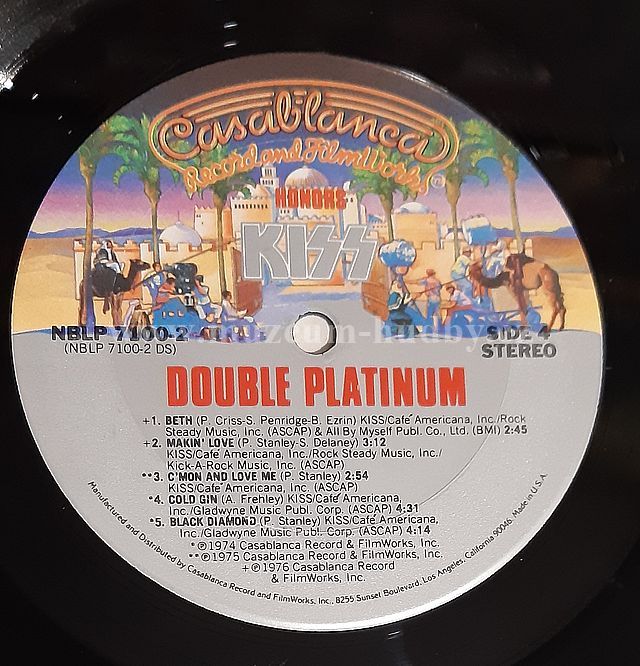 Casablanca
Record and FilmWorks ®
HONORS
KISS
NBLP 7100-2
(NBLP 7100-2 DS)
SIDE 4
STEREO
DOUBLE PLATINUM
+1. BETH (P. Criss-S. Penridge-B. Ezrin) KISS/Café Americana, Inc./Rock
Steady Music, Inc. (ASCAP) & All By Myself Publ. Co., Ltd. (BMI) 2:45
+2. MAKIN' LOVE (P. Stanley-S. Delaney) 3:12
KISS/Café Americana, Inc./Rock Steady Music, Inc./
Kick-A-Rock Music, Inc. (ASCAP)
**3. C'MON AND LOVE ME (P. Stanley) 2:54
KISS/Café Americana, Inc. (ASCAP)
*4. COLD GIN (A. Frehley) KISS/Café Americana,
Inc./Gladwyne Music Publ. Corp. (ASCAP) 4:31
*5. BLACK DIAMOND (P. Stanley) KISS/Café Americana,
Inc./Gladwyne Music Publ. Corp. (ASCAP) 4:14
*℗1974 Casablanca Record & FilmWorks, Inc.
**℗1975 Casablanca Record & FilmWorks, Inc.
+℗1976 Casablanca Record
& FilmWorks, Inc.
Manufactured and Distributed by Casablanca Record and FilmWorks, Inc., 8255 Sunset Boulevard, Los Angeles, California 90046. Made in U.S.A.